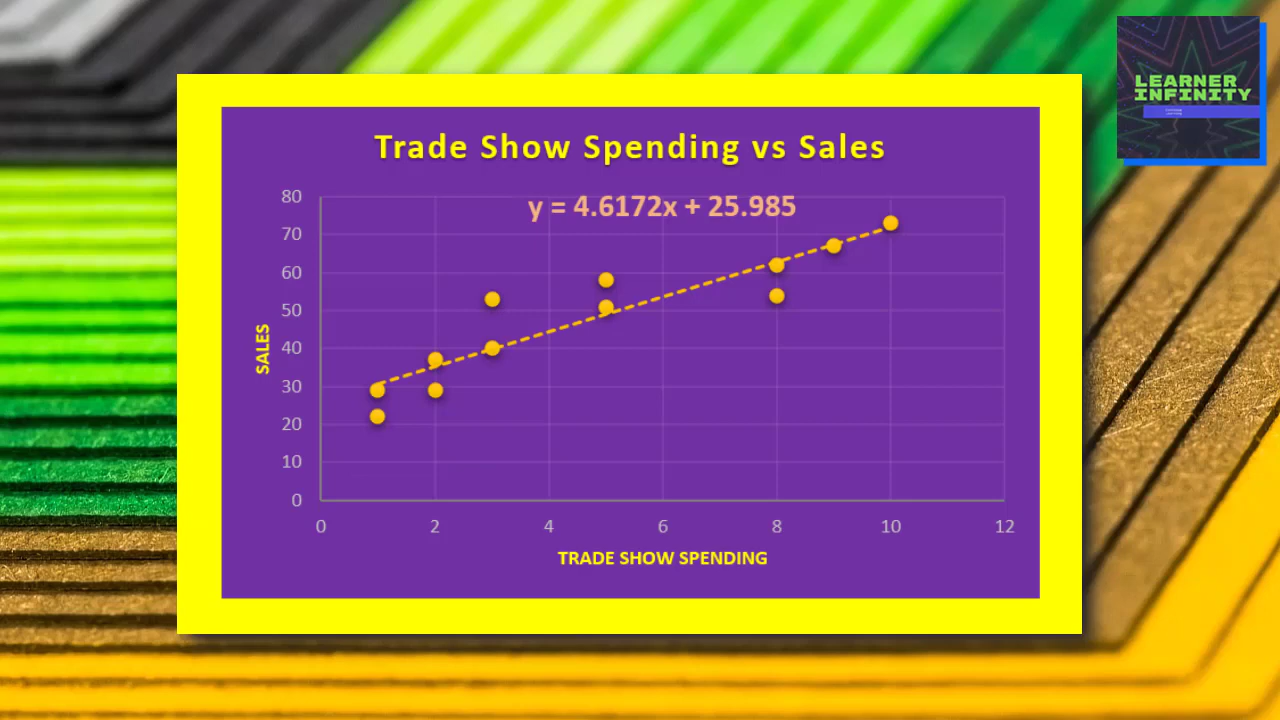 LEARNER
INFINITY
Trade Show Spending vs Sales
y = 4.6172x + 25.985
80
70
60
50
40
30
20
10
0
SALES
0 2 4 6 8 10 12
TRADE SHOW SPENDING